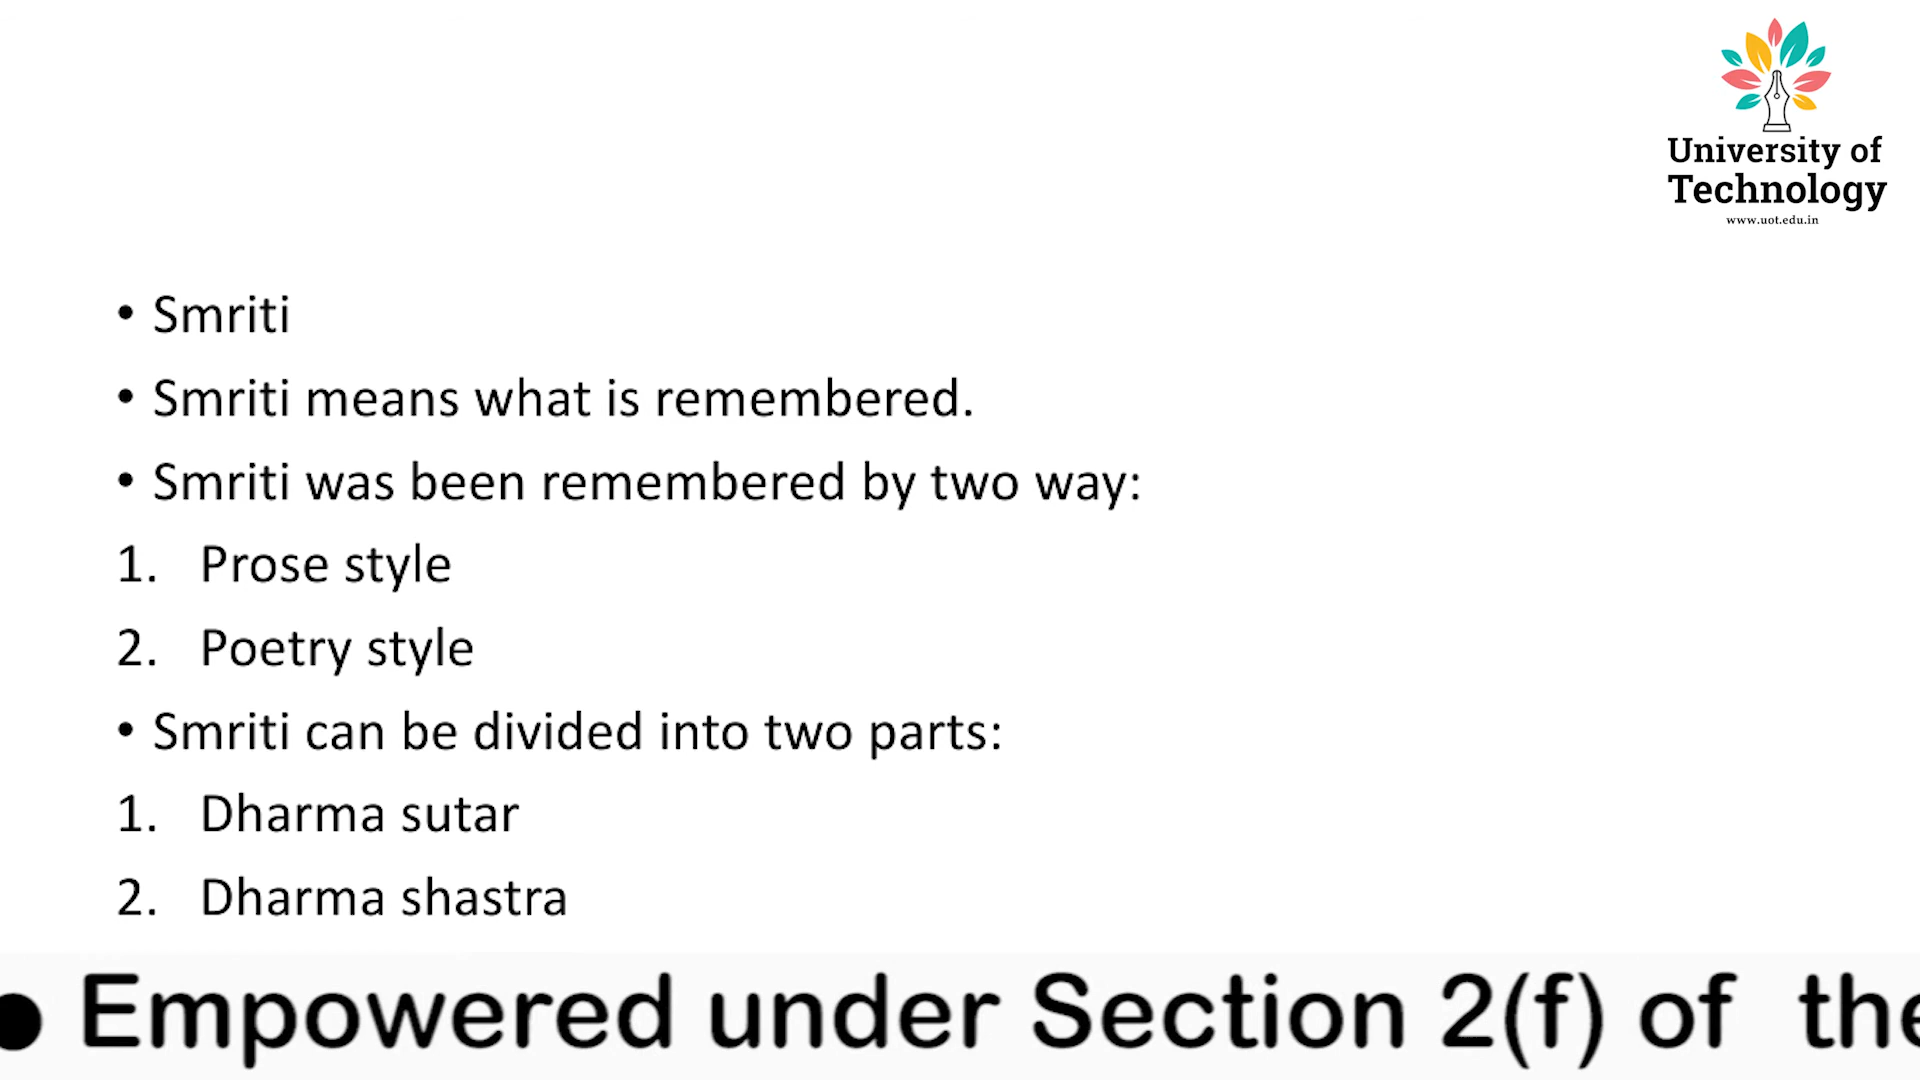 University of
Technology
www.uot.edu.in
• Smriti
• Smriti means what is remembered.
• Smriti was been remembered by two way:
1. Prose style
2. Poetry style
• Smriti can be divided into two parts:
1. Dharma sutar
2. Dharma shastra
• Empowered under Section 2(f) of the